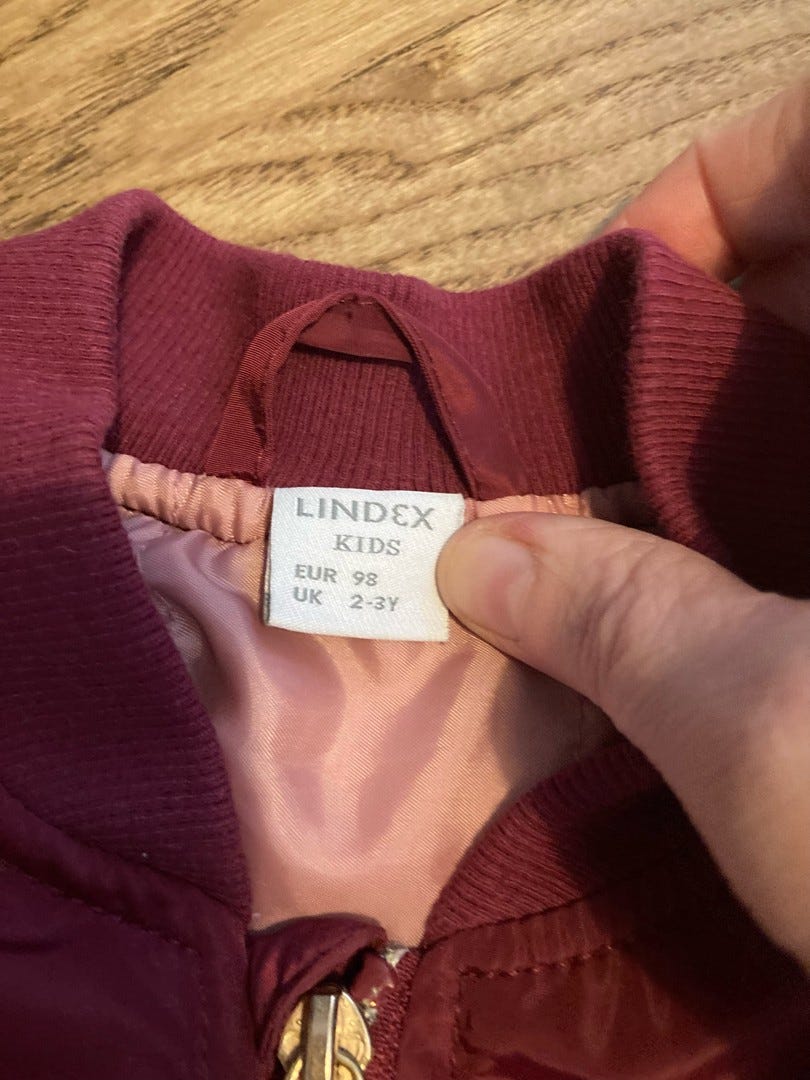 LINDEX
KIDS
EUR 98
UK 2-3Y